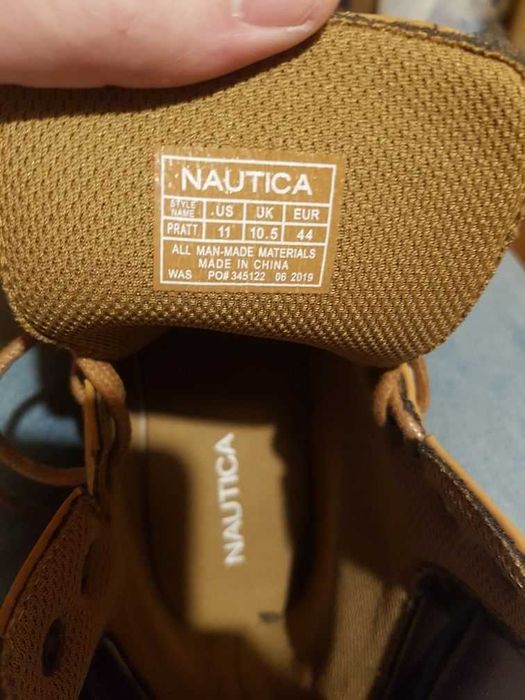 NAUTICA
STYLE NAME US UK EUR
PRATT 11 10.5 44
ALL MAN-MADE MATERIALS
MADE IN CHINA
WAS PO# 345122 06 2019
NAUTICA